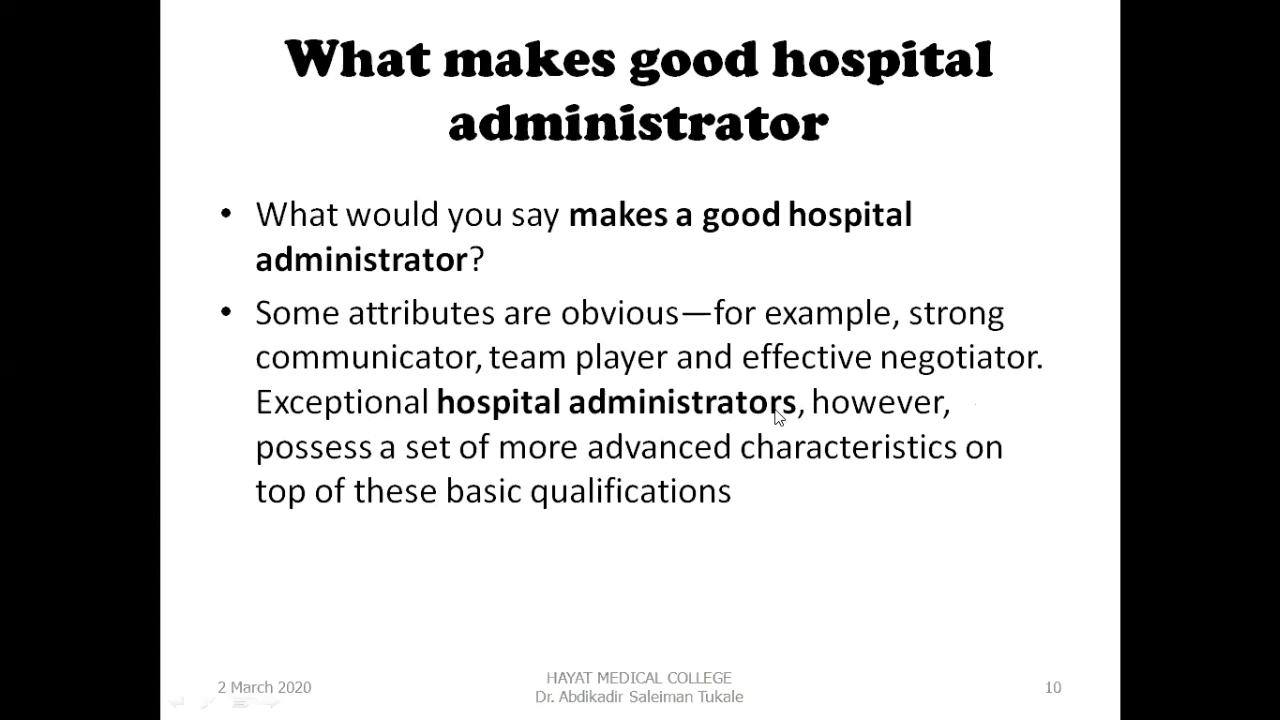 What makes good hospital
administrator
• What would you say makes a good hospital
administrator?
• Some attributes are obvious—for example, strong
communicator, team player and effective negotiator.
Exceptional hospital administrators, however,
possess a set of more advanced characteristics on
top of these basic qualifications
2 March 2020
HAYAT MEDICAL COLLEGE
Dr. Abdikadir Saleiman Tukale
10